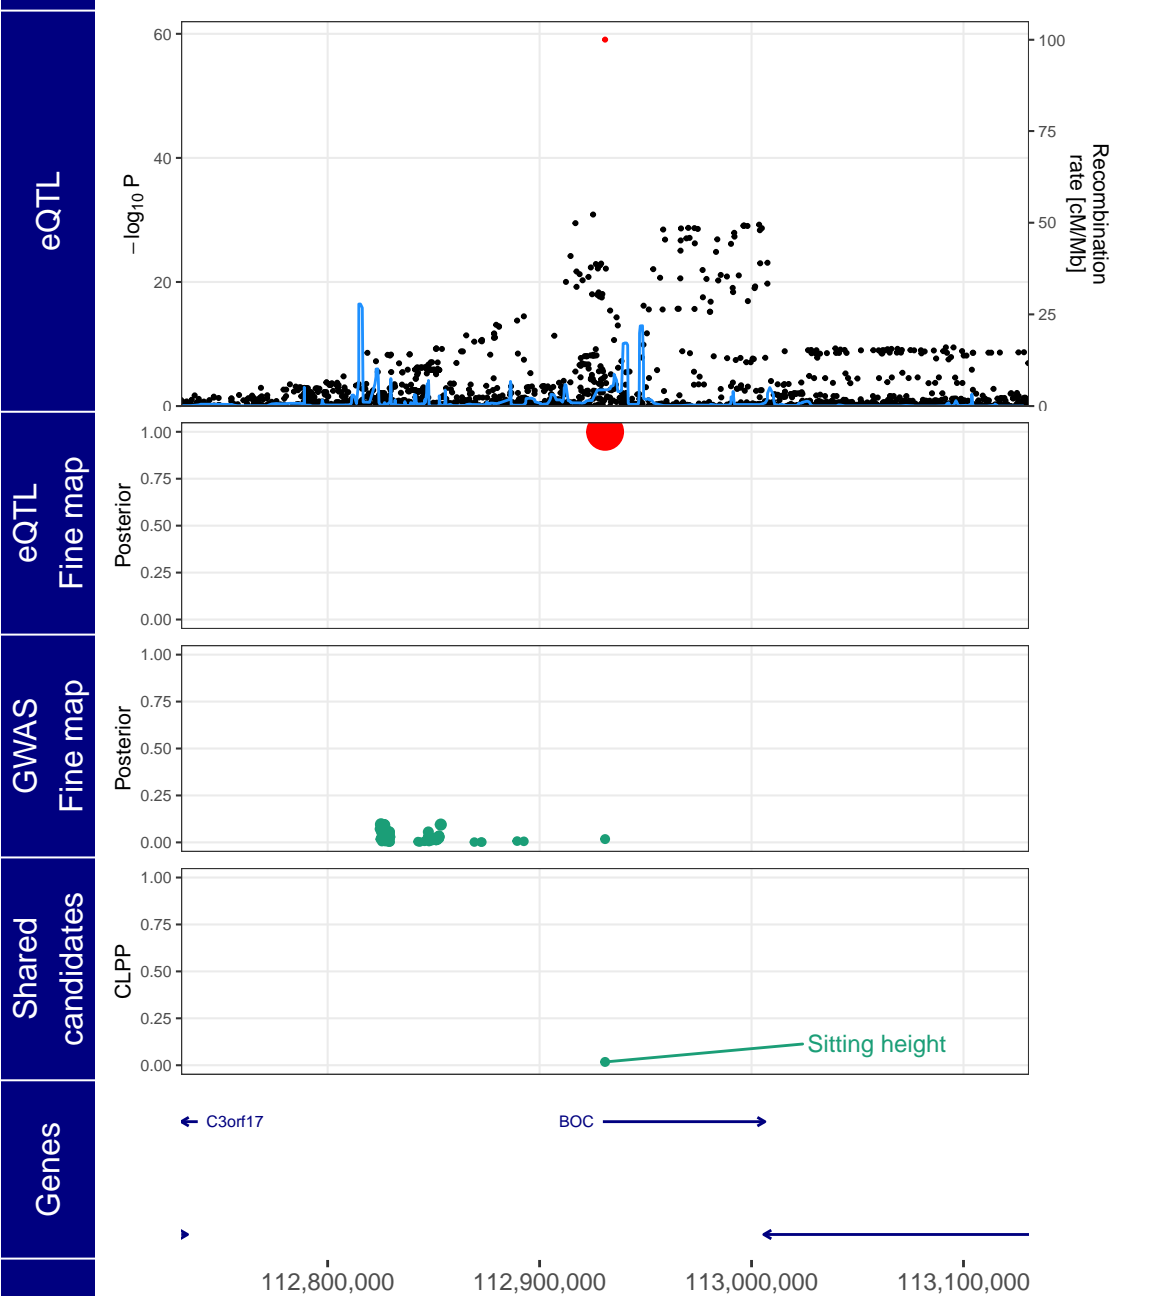 eQTL
60
40
20
0
−log10 P
100
75
50
25
0
Recombination
rate [cM/Mb]
eQTL
Fine map
Posterior
1.00
0.75
0.50
0.25
0.00
GWAS
Fine map
Posterior
1.00
0.75
0.50
0.25
0.00
Shared
candidates
CLPP
1.00
0.75
0.50
0.25
0.00
Sitting height
Genes
C3orf17
BOC
112,800,000
112,900,000
113,000,000
113,100,000